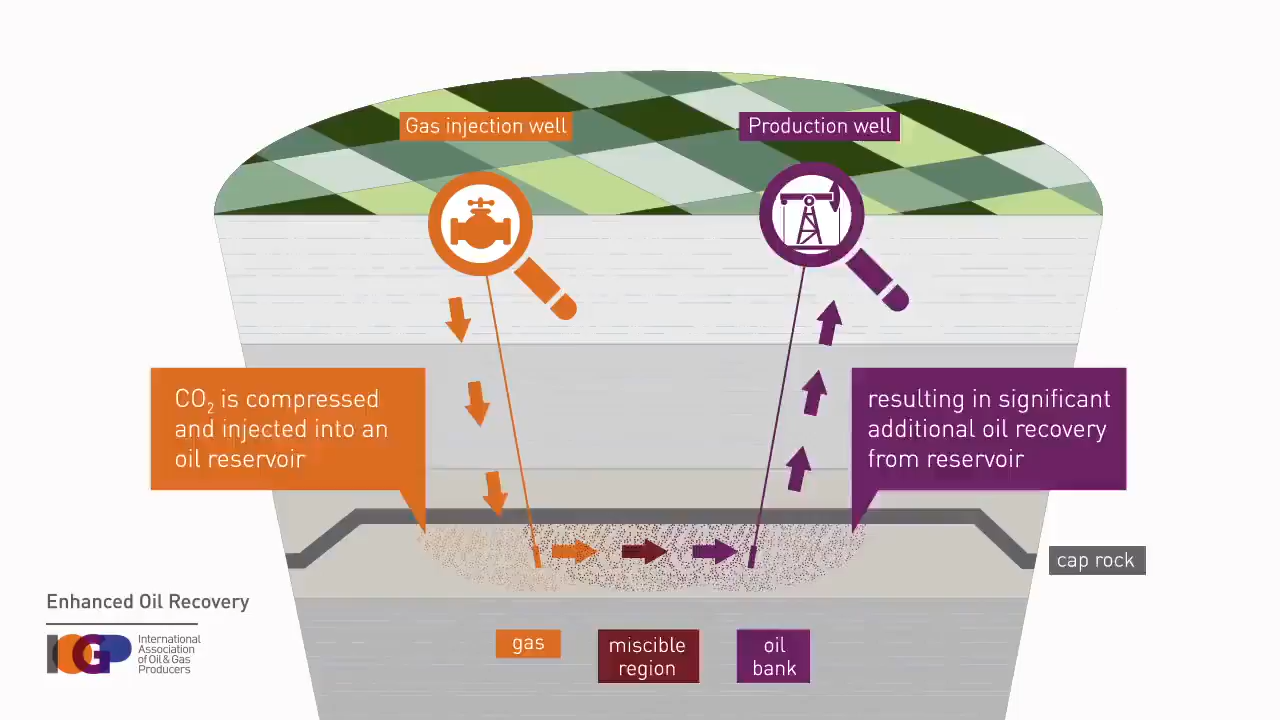 Gas injection well
Production well
CO₂ is compressed
and injected into an
oil reservoir
resulting in significant
additional oil recovery
from reservoir
cap rock
Enhanced Oil Recovery
IOGP
International
Association
of Oil & Gas
Producers
gas
miscible
region
oil
bank